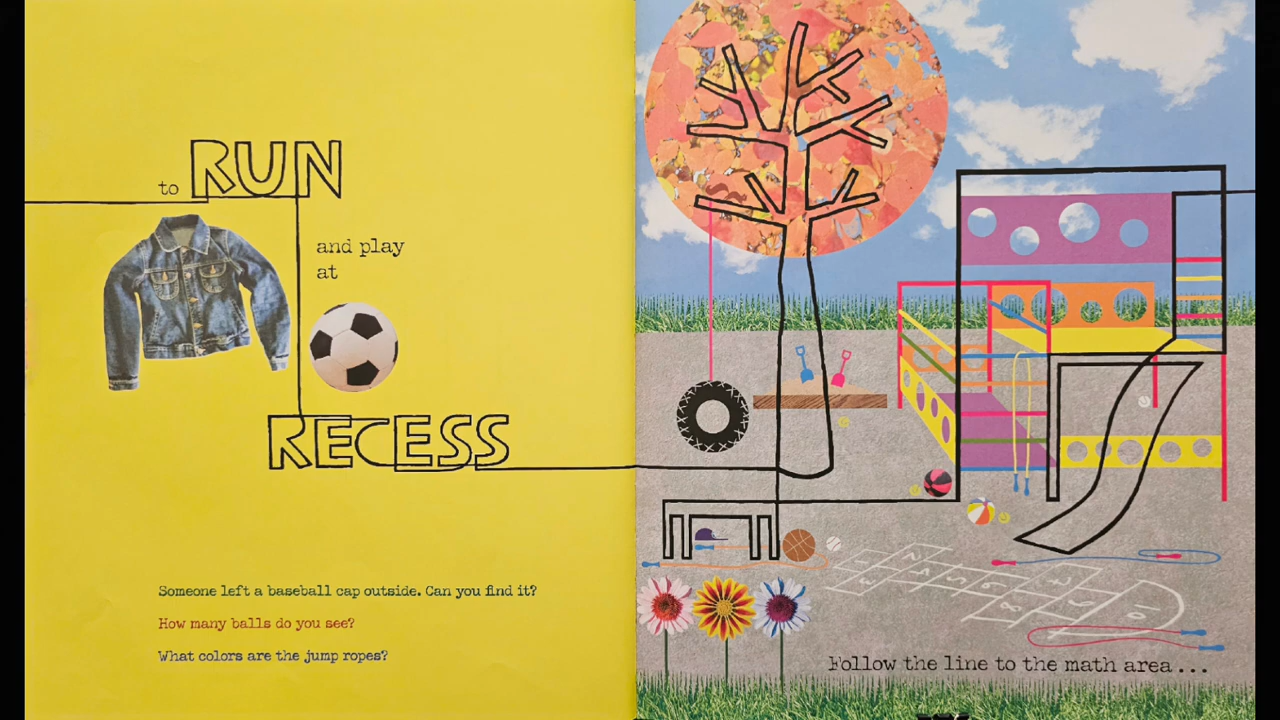 to RUN
and play
at
RECESS
Someone left a baseball cap outside. Can you find it?
How many balls do you see?
What colors are the jump ropes?
Follow the line to the math area...